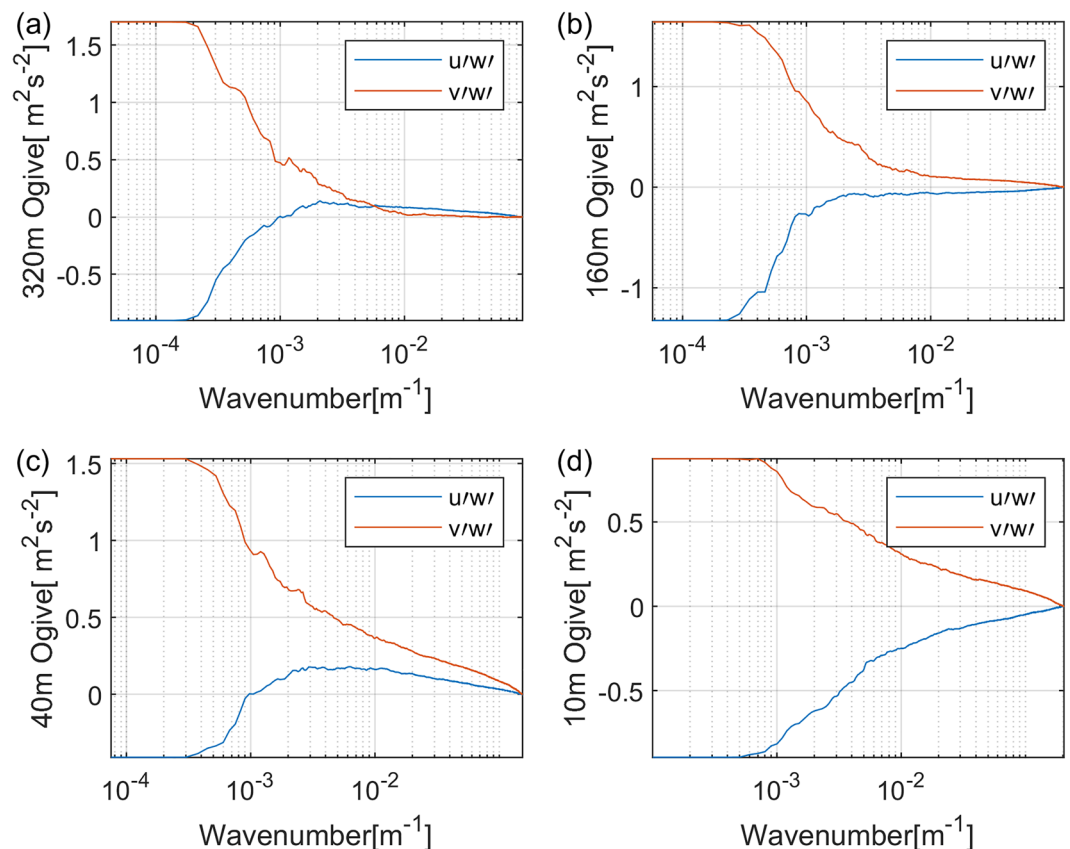 (a)
320m Ogive[ m²s⁻²]
1.5
1
0.5
0
-0.5
u′w′
v′w′
10⁻⁴ 10⁻³ 10⁻²
Wavenumber[m⁻¹]
(b)
160m Ogive[ m²s⁻²]
1
0
-1
u′w′
v′w′
10⁻⁴ 10⁻³ 10⁻²
Wavenumber[m⁻¹]
(c)
40m Ogive[ m²s⁻²]
1.5
1
0.5
0
u′w′
v′w′
10⁻⁴ 10⁻³ 10⁻²
Wavenumber[m⁻¹]
(d)
10m Ogive[ m²s⁻²]
0.5
0
-0.5
u′w′
v′w′
10⁻³ 10⁻²
Wavenumber[m⁻¹]